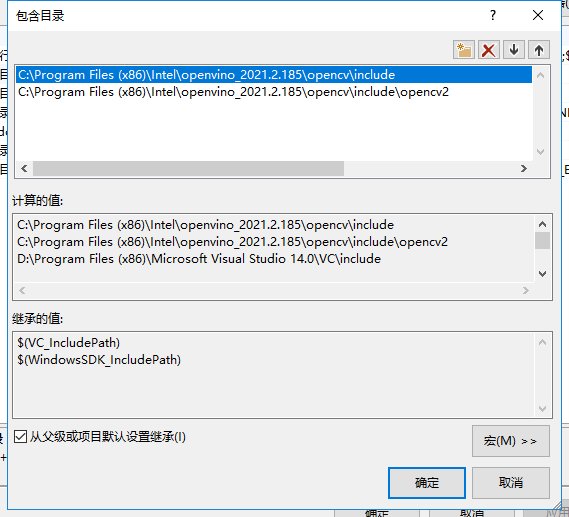 包含目录
C:\Program Files (x86)\Intel\openvino_2021.2.185\opencv\include
C:\Program Files (x86)\Intel\openvino_2021.2.185\opencv\include\opencv2
计算的值:
C:\Program Files (x86)\Intel\openvino_2021.2.185\opencv\include
C:\Program Files (x86)\Intel\openvino_2021.2.185\opencv\include\opencv2
D:\Program Files (x86)\Microsoft Visual Studio 14.0\VC\include
继承的值:
$(VC_IncludePath)
$(WindowsSDK_IncludePath)
从父级或项目默认设置继承(I)
宏(M) >>
确定
取消